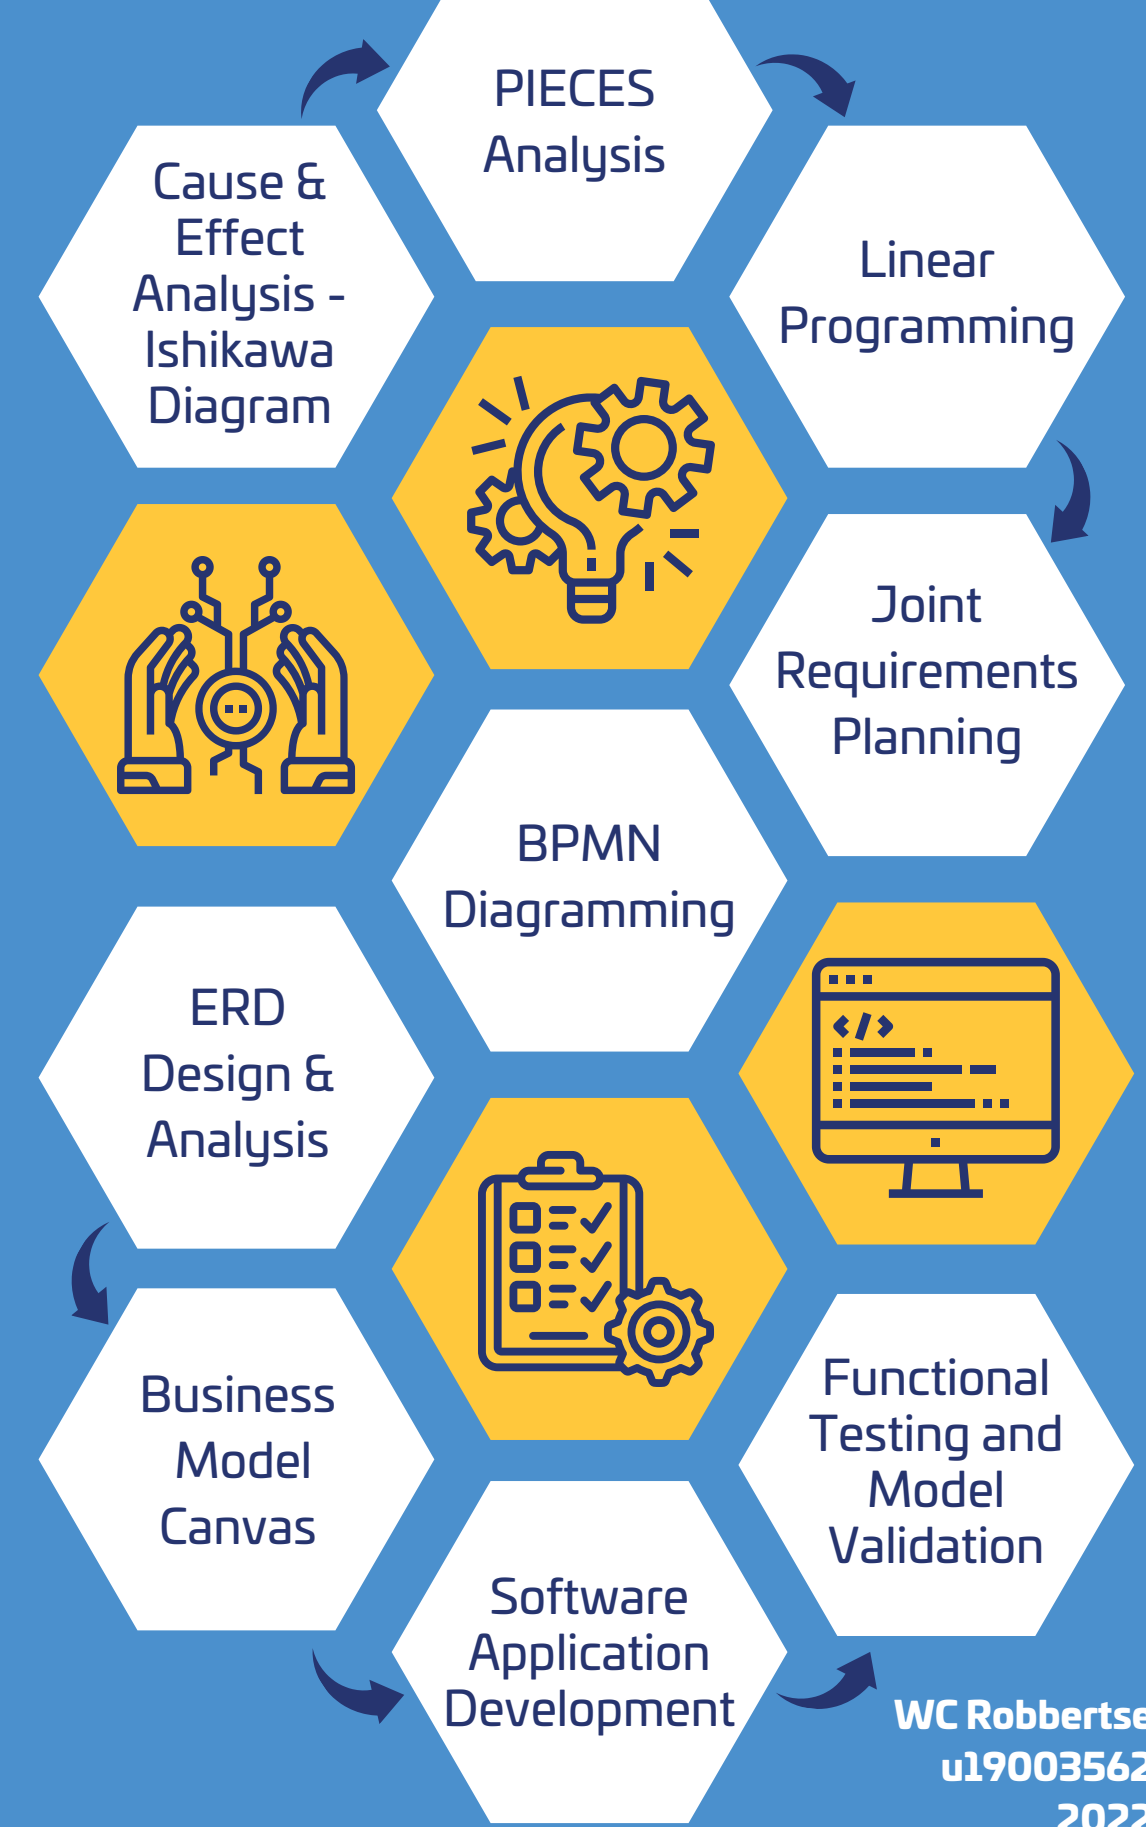 Cause &
Effect
Analysis -
Ishikawa
Diagram
PIECES
Analysis
Linear
Programming
Joint
Requirements
Planning
BPMN
Diagramming
ERD
Design &
Analysis
Business
Model
Canvas
Software
Application
Development
Functional
Testing and
Model
Validation
WC Robbertse
u19003562
2022